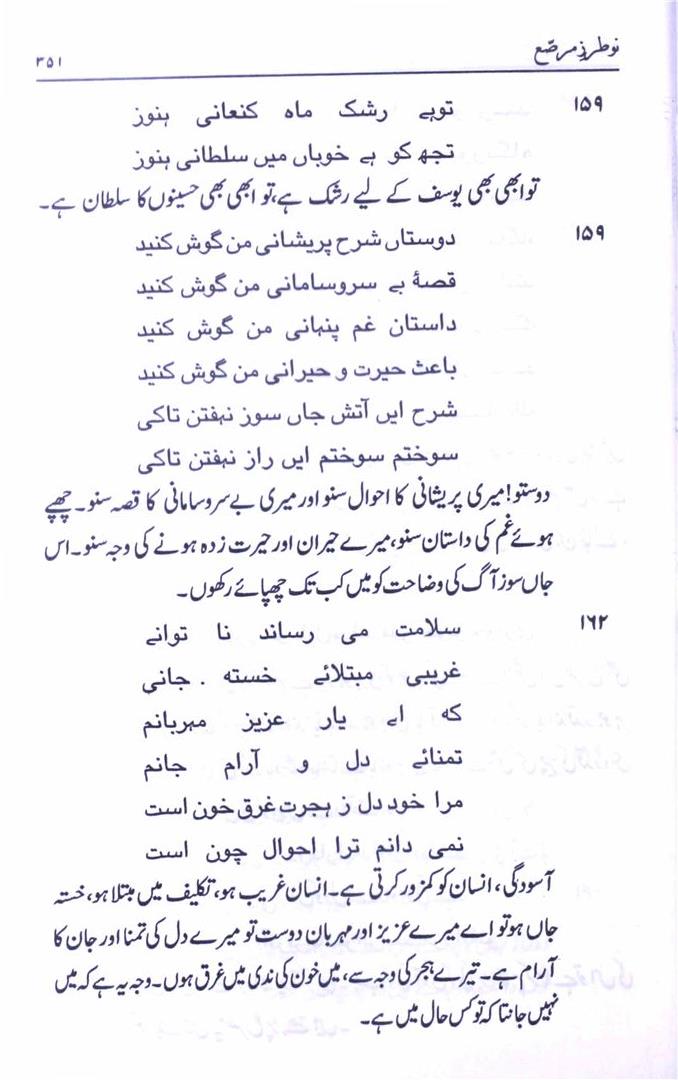 نوطرزِ مرصّع ۳۵۱
۱۵۹ توہے رشک ماہ کنعانی ہنوز
تجھ کو ہے خوباں میں سلطانی ہنوز
تو ابھی بھی یوسف کے لیے رشک ہے، تو ابھی بھی حسینوں کا سلطان ہے۔
۱۵۹ دوستاں شرح پریشانی من گوش کنید
قصۂ بے سروسامانی من گوش کنید
داستان غم پنہانی من گوش کنید
باعث حیرت و حیرانی من گوش کنید
شرح ایں آتش جاں سوز نہفتن تاکی
سوختم سوختم ایں راز نہفتن تاکی
دوستو! میری پریشانی کا احوال سنو اور میری بے سروسامانی کا قصہ سنو۔ چھپے
ہوئے غم کی داستان سنو، میرے حیران اور حیرت زدہ ہونے کی وجہ سنو۔ اس
جاں سوز آگ کی وضاحت کو میں کب تک چھپائے رکھوں۔
۱۶۲ سلامت می رساند نا توانے
غریبی مبتلائے خستہ . جانی
کہ اے یار عزیز مہربانم
تمنائے دل و آرام جانم
مرا خود دل ز ہجرت غرق خون است
نمی دانم ترا احوال چون است
آسودگی، انسان کو کمزور کرتی ہے۔ انسان غریب ہو، تکلیف میں مبتلا ہو، خستہ
جاں ہو تو اے میرے عزیز اور مہربان دوست تو میرے دل کی تمنا اور جان کا
آرام ہے۔ تیرے ہجر کی وجہ سے، میں خون کی ندی میں غرق ہوں۔ وجہ یہ ہے کہ میں
نہیں جانتا کہ تو کس حال میں ہے۔